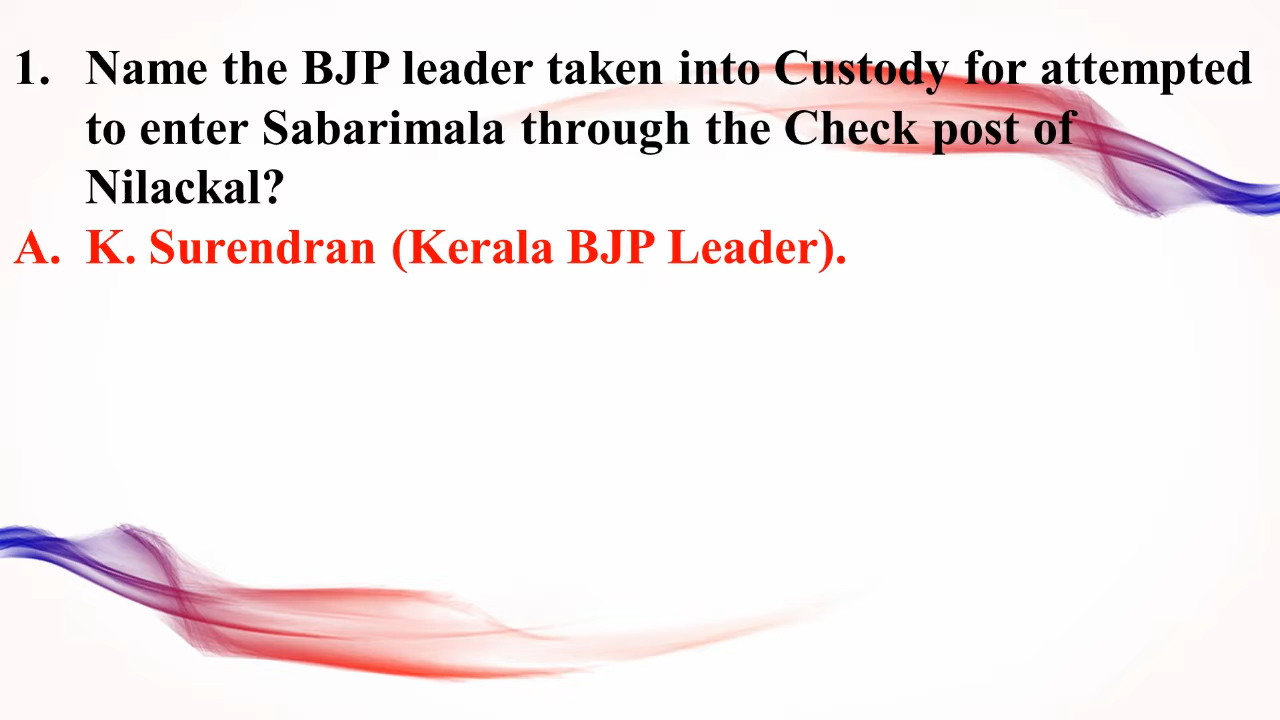 1. Name the BJP leader taken into Custody for attempted
to enter Sabarimala through the Check post of
Nilackal?
A. K. Surendran (Kerala BJP Leader).